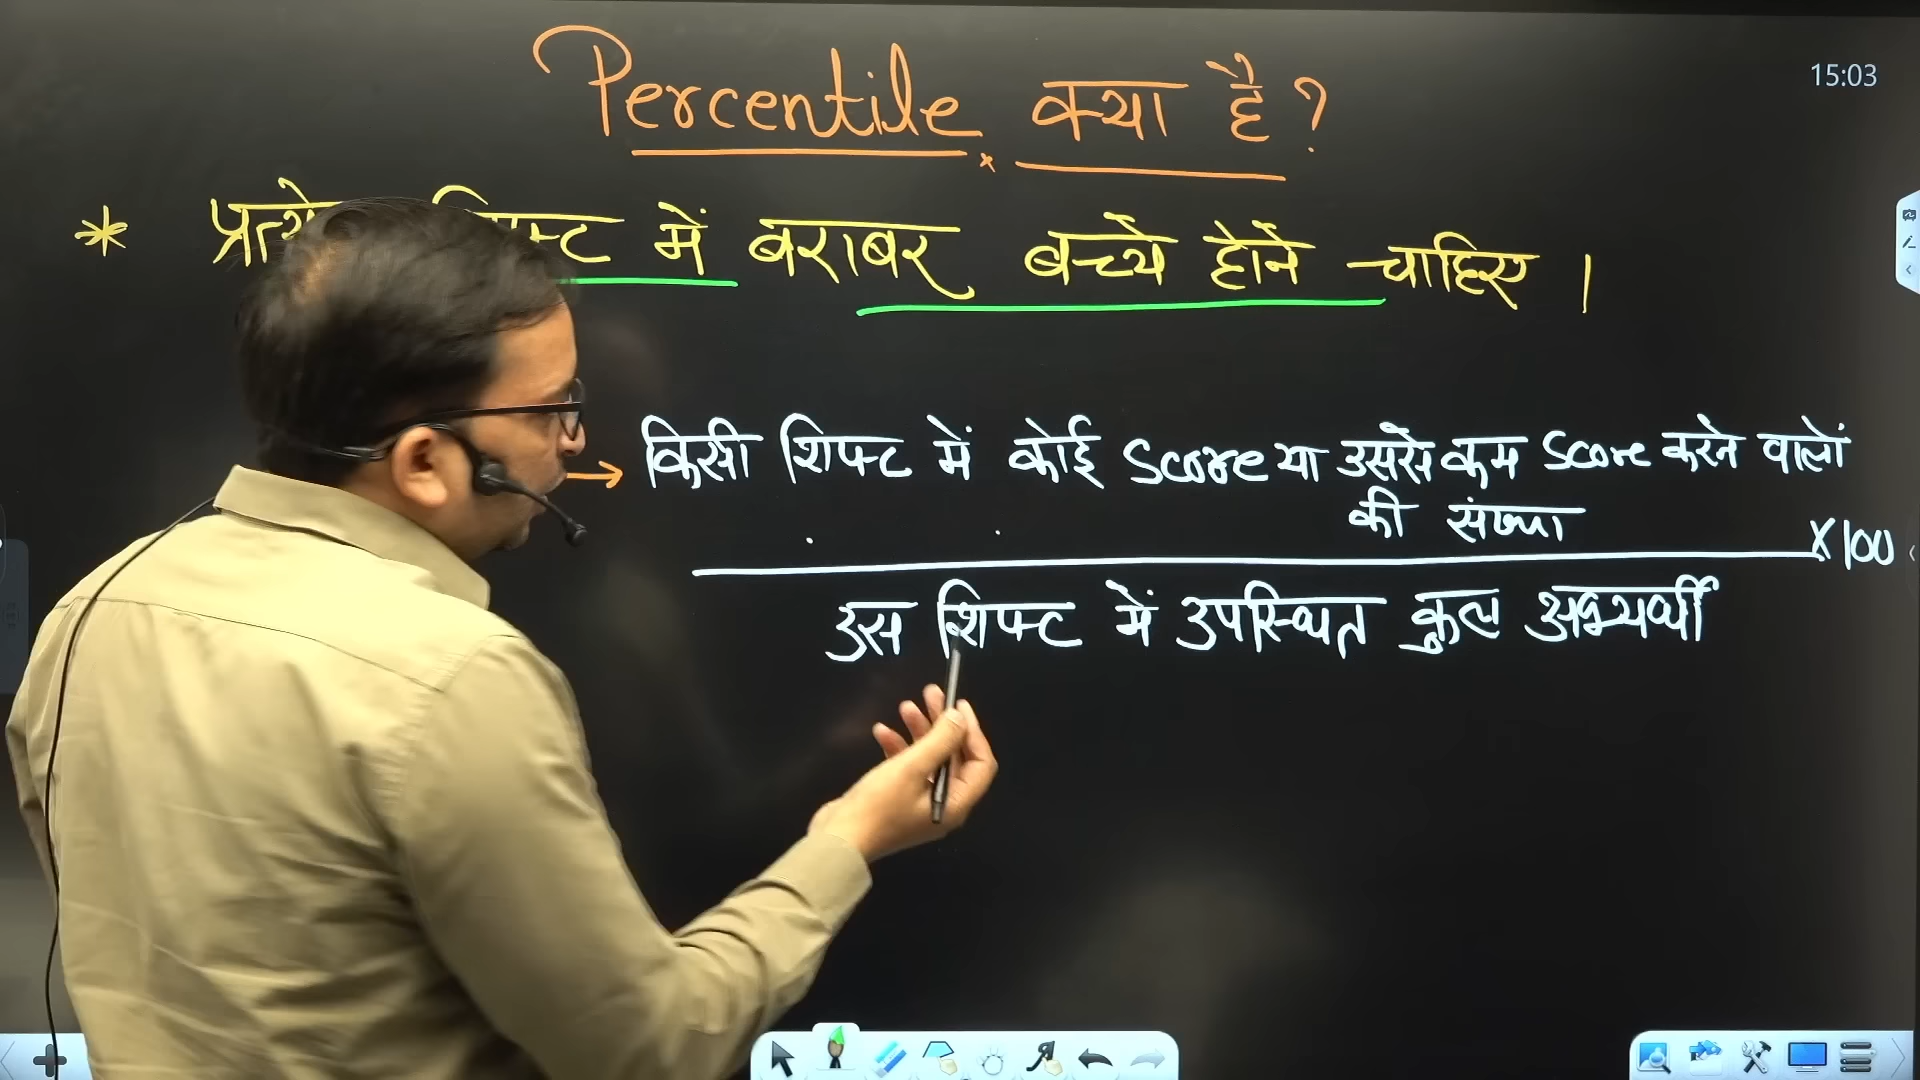 15:03
Percentile क्या है ?
* में बराबर बच्चे होने चाहिए ।
→ किसी शिफ्ट में कोई Score या उससे कम Score करने वालों
की संख्या
× 100
उस शिफ्ट में उपस्थित कुल अभ्यर्थी